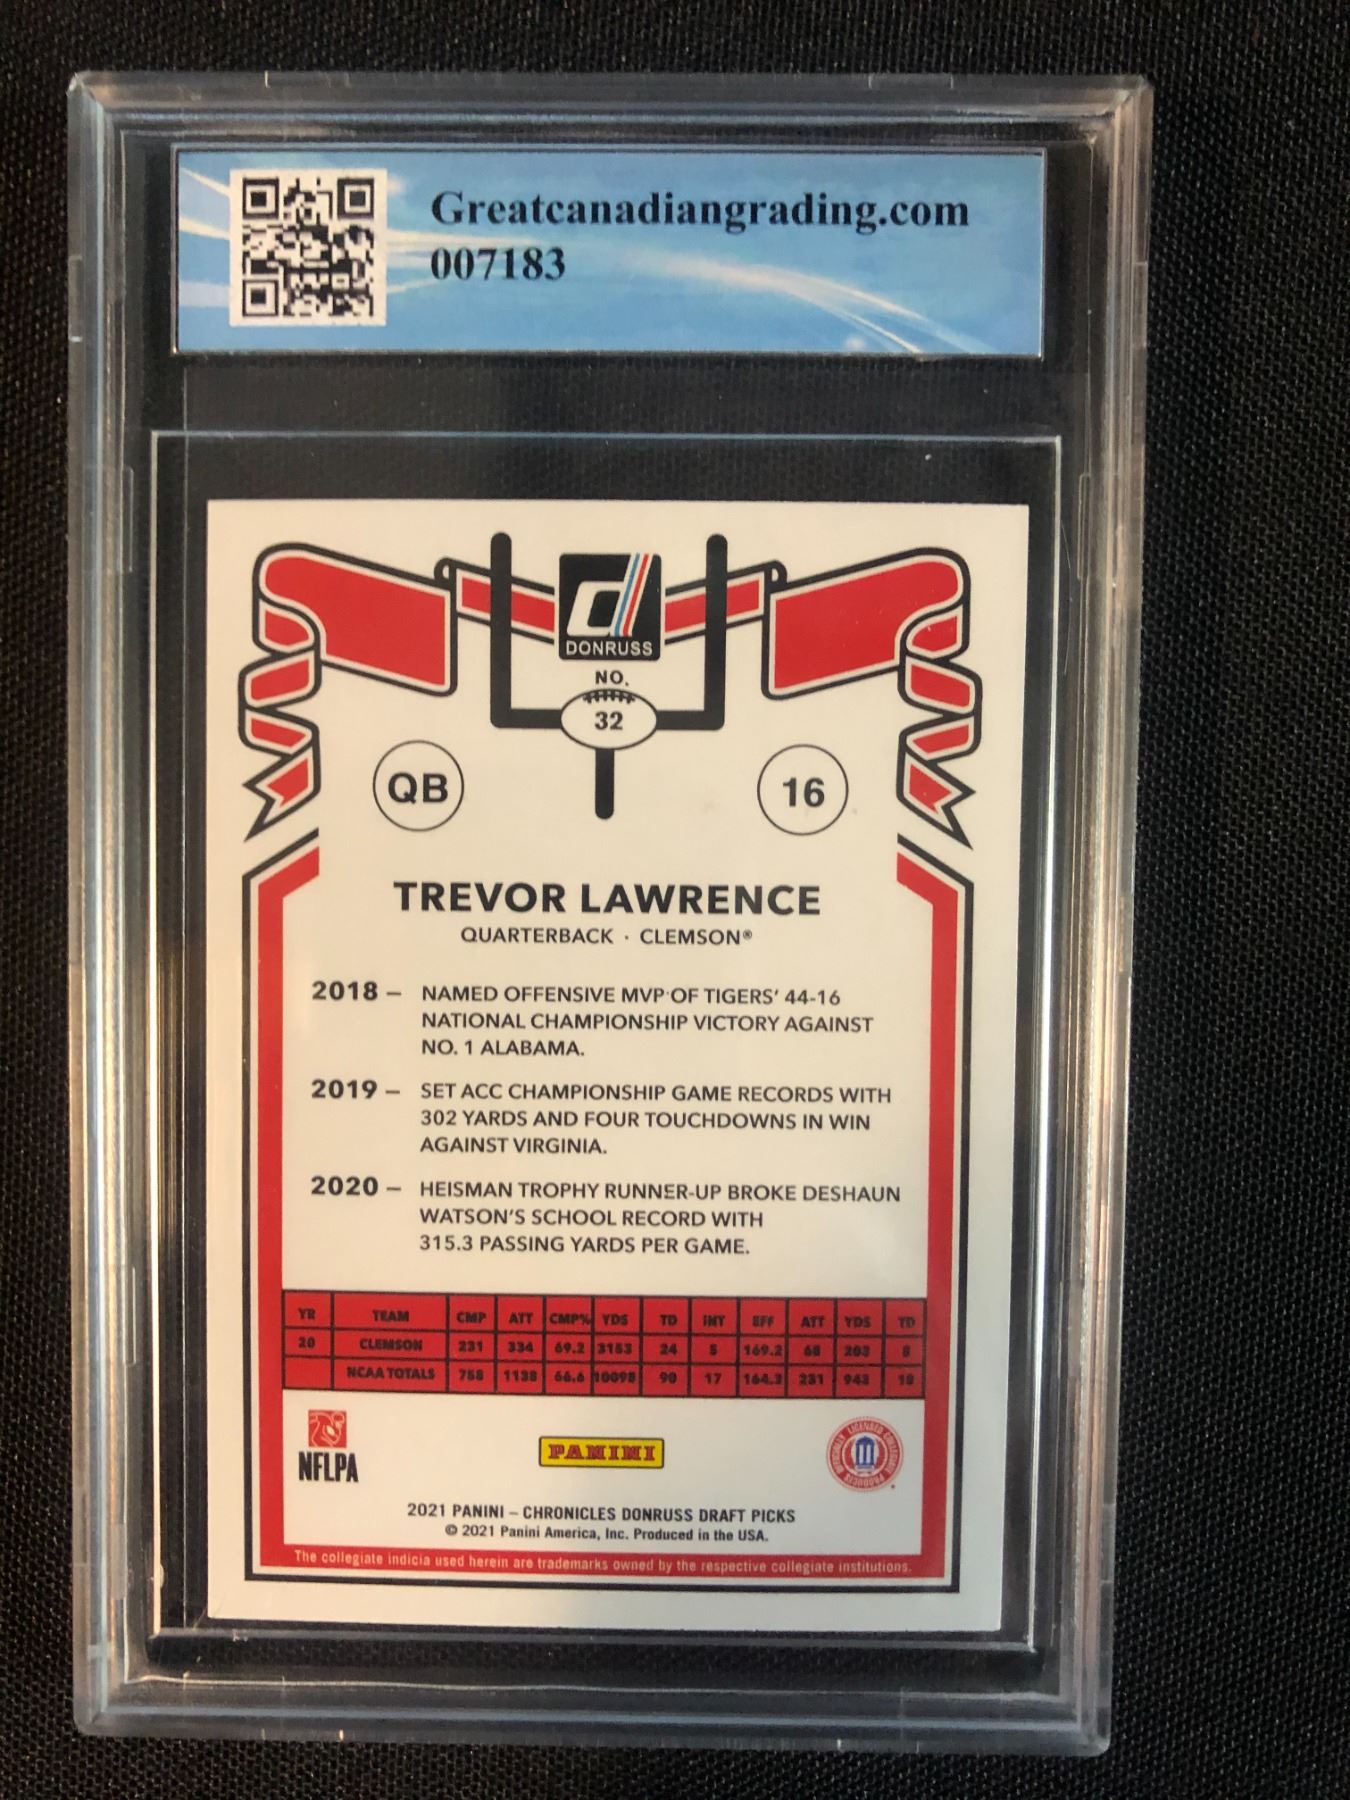 Greatcanadiangrading.com
007183
DONRUSS
NO.
32
QB
16
TREVOR LAWRENCE
QUARTERBACK · CLEMSON®
2018 – NAMED OFFENSIVE MVP OF TIGERS' 44-16
NATIONAL CHAMPIONSHIP VICTORY AGAINST
NO. 1 ALABAMA.
2019 – SET ACC CHAMPIONSHIP GAME RECORDS WITH
302 YARDS AND FOUR TOUCHDOWNS IN WIN
AGAINST VIRGINIA.
2020 – HEISMAN TROPHY RUNNER-UP BROKE DESHAUN
WATSON'S SCHOOL RECORD WITH
315.3 PASSING YARDS PER GAME.
YR TEAM CMP ATT CMP% YDS TD INT EFF ATT YDS TD
20 CLEMSON 231 334 69.2 3153 24 5 169.2 68 203 8
NCAA TOTALS 758 1138 66.6 10098 90 17 164.3 231 943 18
NFLPA
PANINI
OFFICIALLY LICENSED COLLEGIATE PRODUCTS
2021 PANINI – CHRONICLES DONRUSS DRAFT PICKS
© 2021 Panini America, Inc. Produced in the USA.
The collegiate indicia used herein are trademarks owned by the respective collegiate institutions.